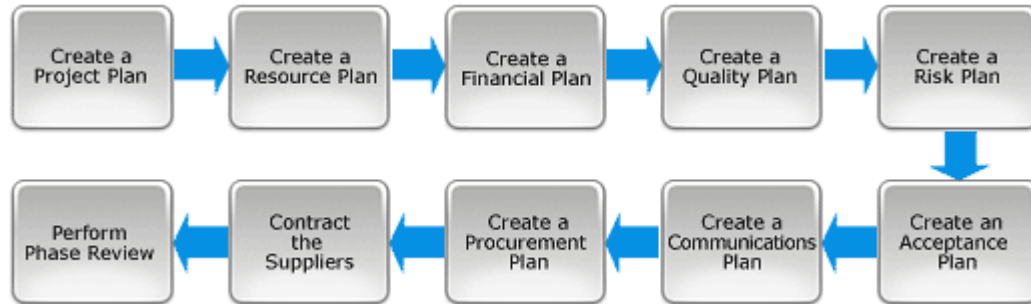 Create a
Project Plan
Create a
Resource Plan
Create a
Financial Plan
Create a
Quality Plan
Create a
Risk Plan
Create an
Acceptance
Plan
Create a
Communications
Plan
Create a
Procurement
Plan
Contract
the
Suppliers
Perform
Phase Review